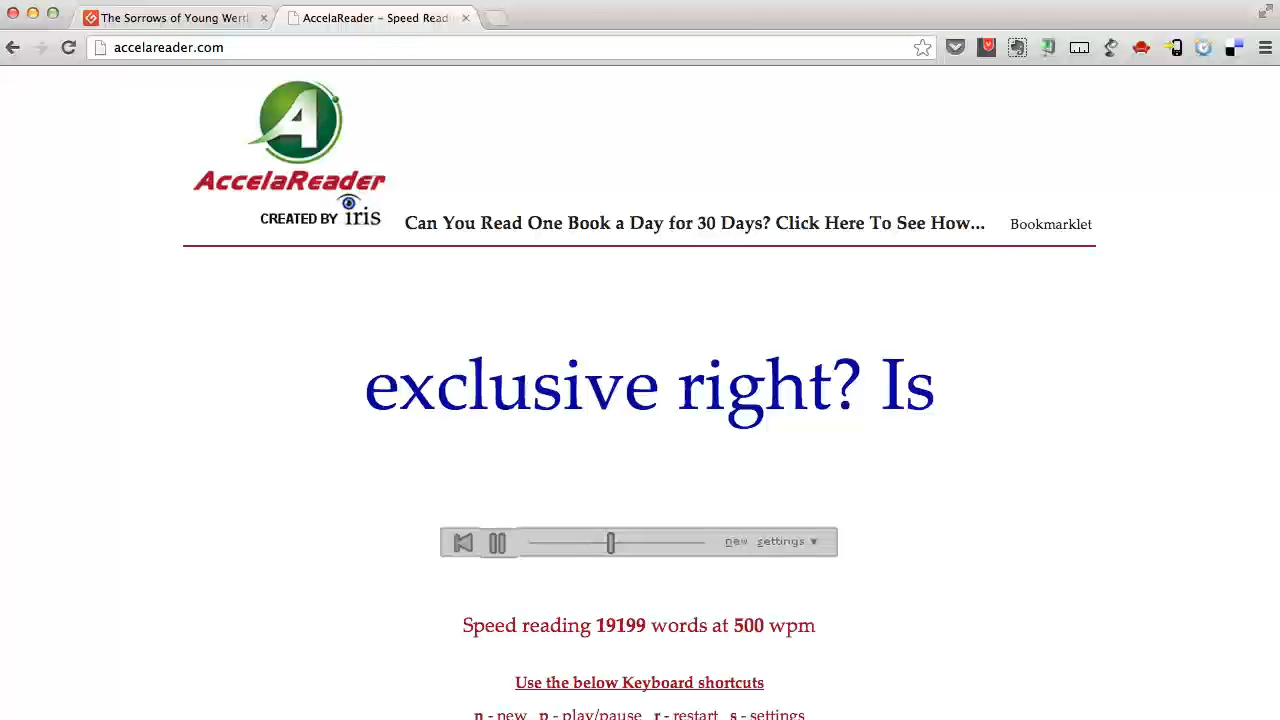 The Sorrows of Young Wert
AccelaReader – Speed Read
accelareader.com
A
AccelaReader
CREATED BY iris
Can You Read One Book a Day for 30 Days? Click Here To See How...
Bookmarklet
exclusive right? Is
new settings ▼
Speed reading 19199 words at 500 wpm
Use the below Keyboard shortcuts
n - new p - play/pause r - restart s - settings